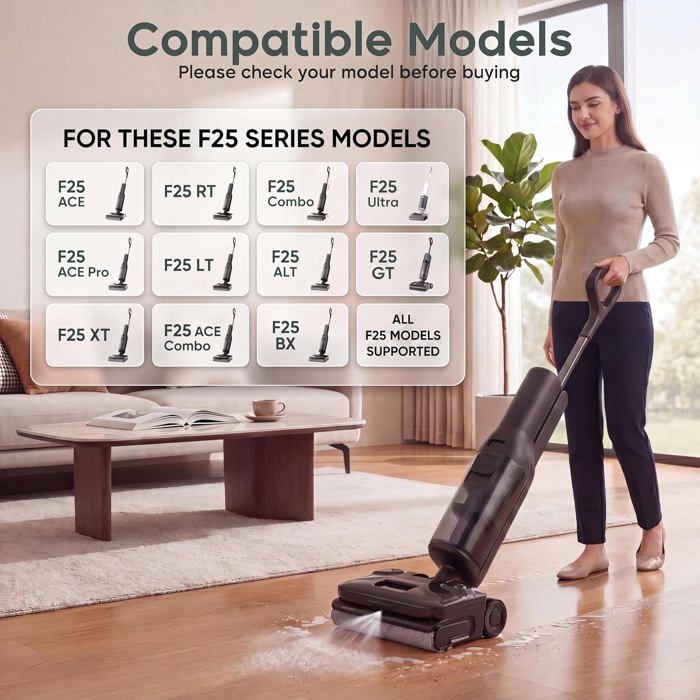 Compatible Models
Please check your model before buying
FOR THESE F25 SERIES MODELS
F25
ACE
F25 RT
F25
Combo
F25
Ultra
F25
ACE Pro
F25 LT
F25
ALT
F25
GT
F25 XT
F25 ACE
Combo
F25
BX
ALL
F25 MODELS
SUPPORTED